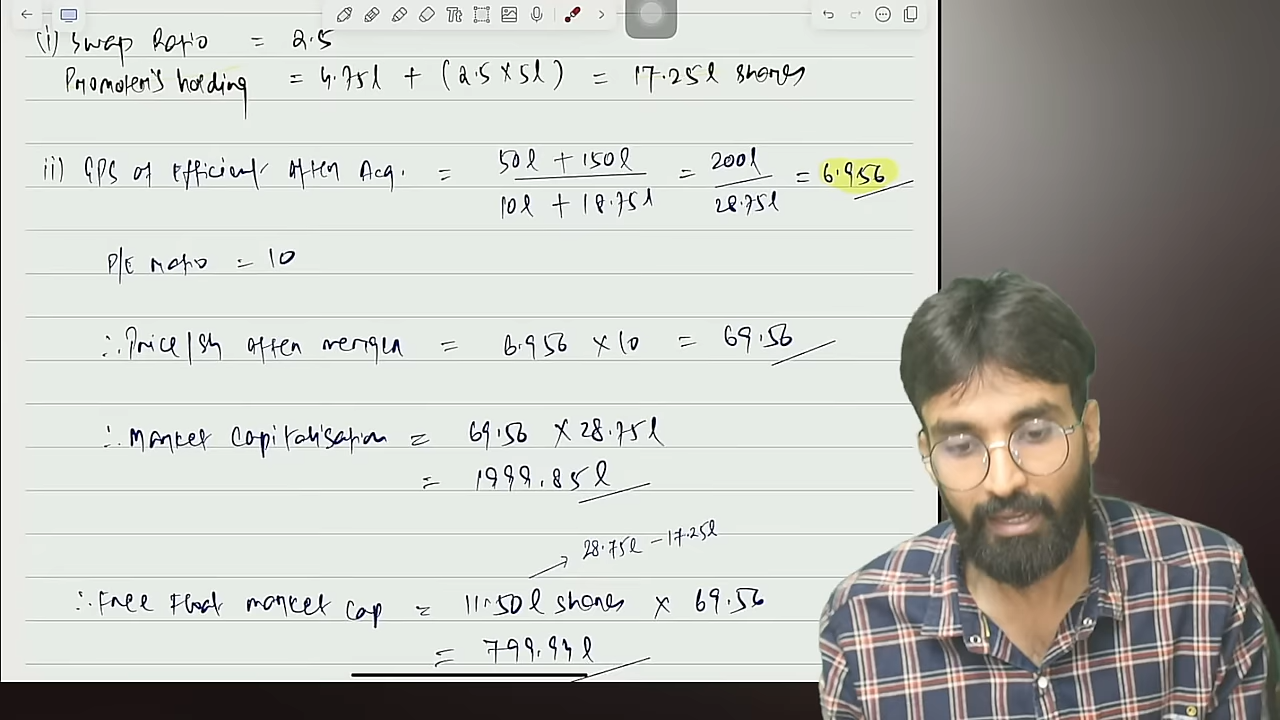 (i) Swap Ratio = 2.5
Promoter's holding = 4.75l + (2.5 × 5l) = 17.25l shares
ii) EPS of Efficient after Acq. = 50l + 150l / 10l + 18.75l = 200l / 28.75l = 6.956
P/E ratio = 10
∴ Price/Sh after merger = 6.956 × 10 = 69.56
∴ Market Capitalisation = 69.56 × 28.75l
= 1999.85l
28.75l - 17.25l
∴ Free Float market Cap = 11.50l shares × 69.56
= 799.94l